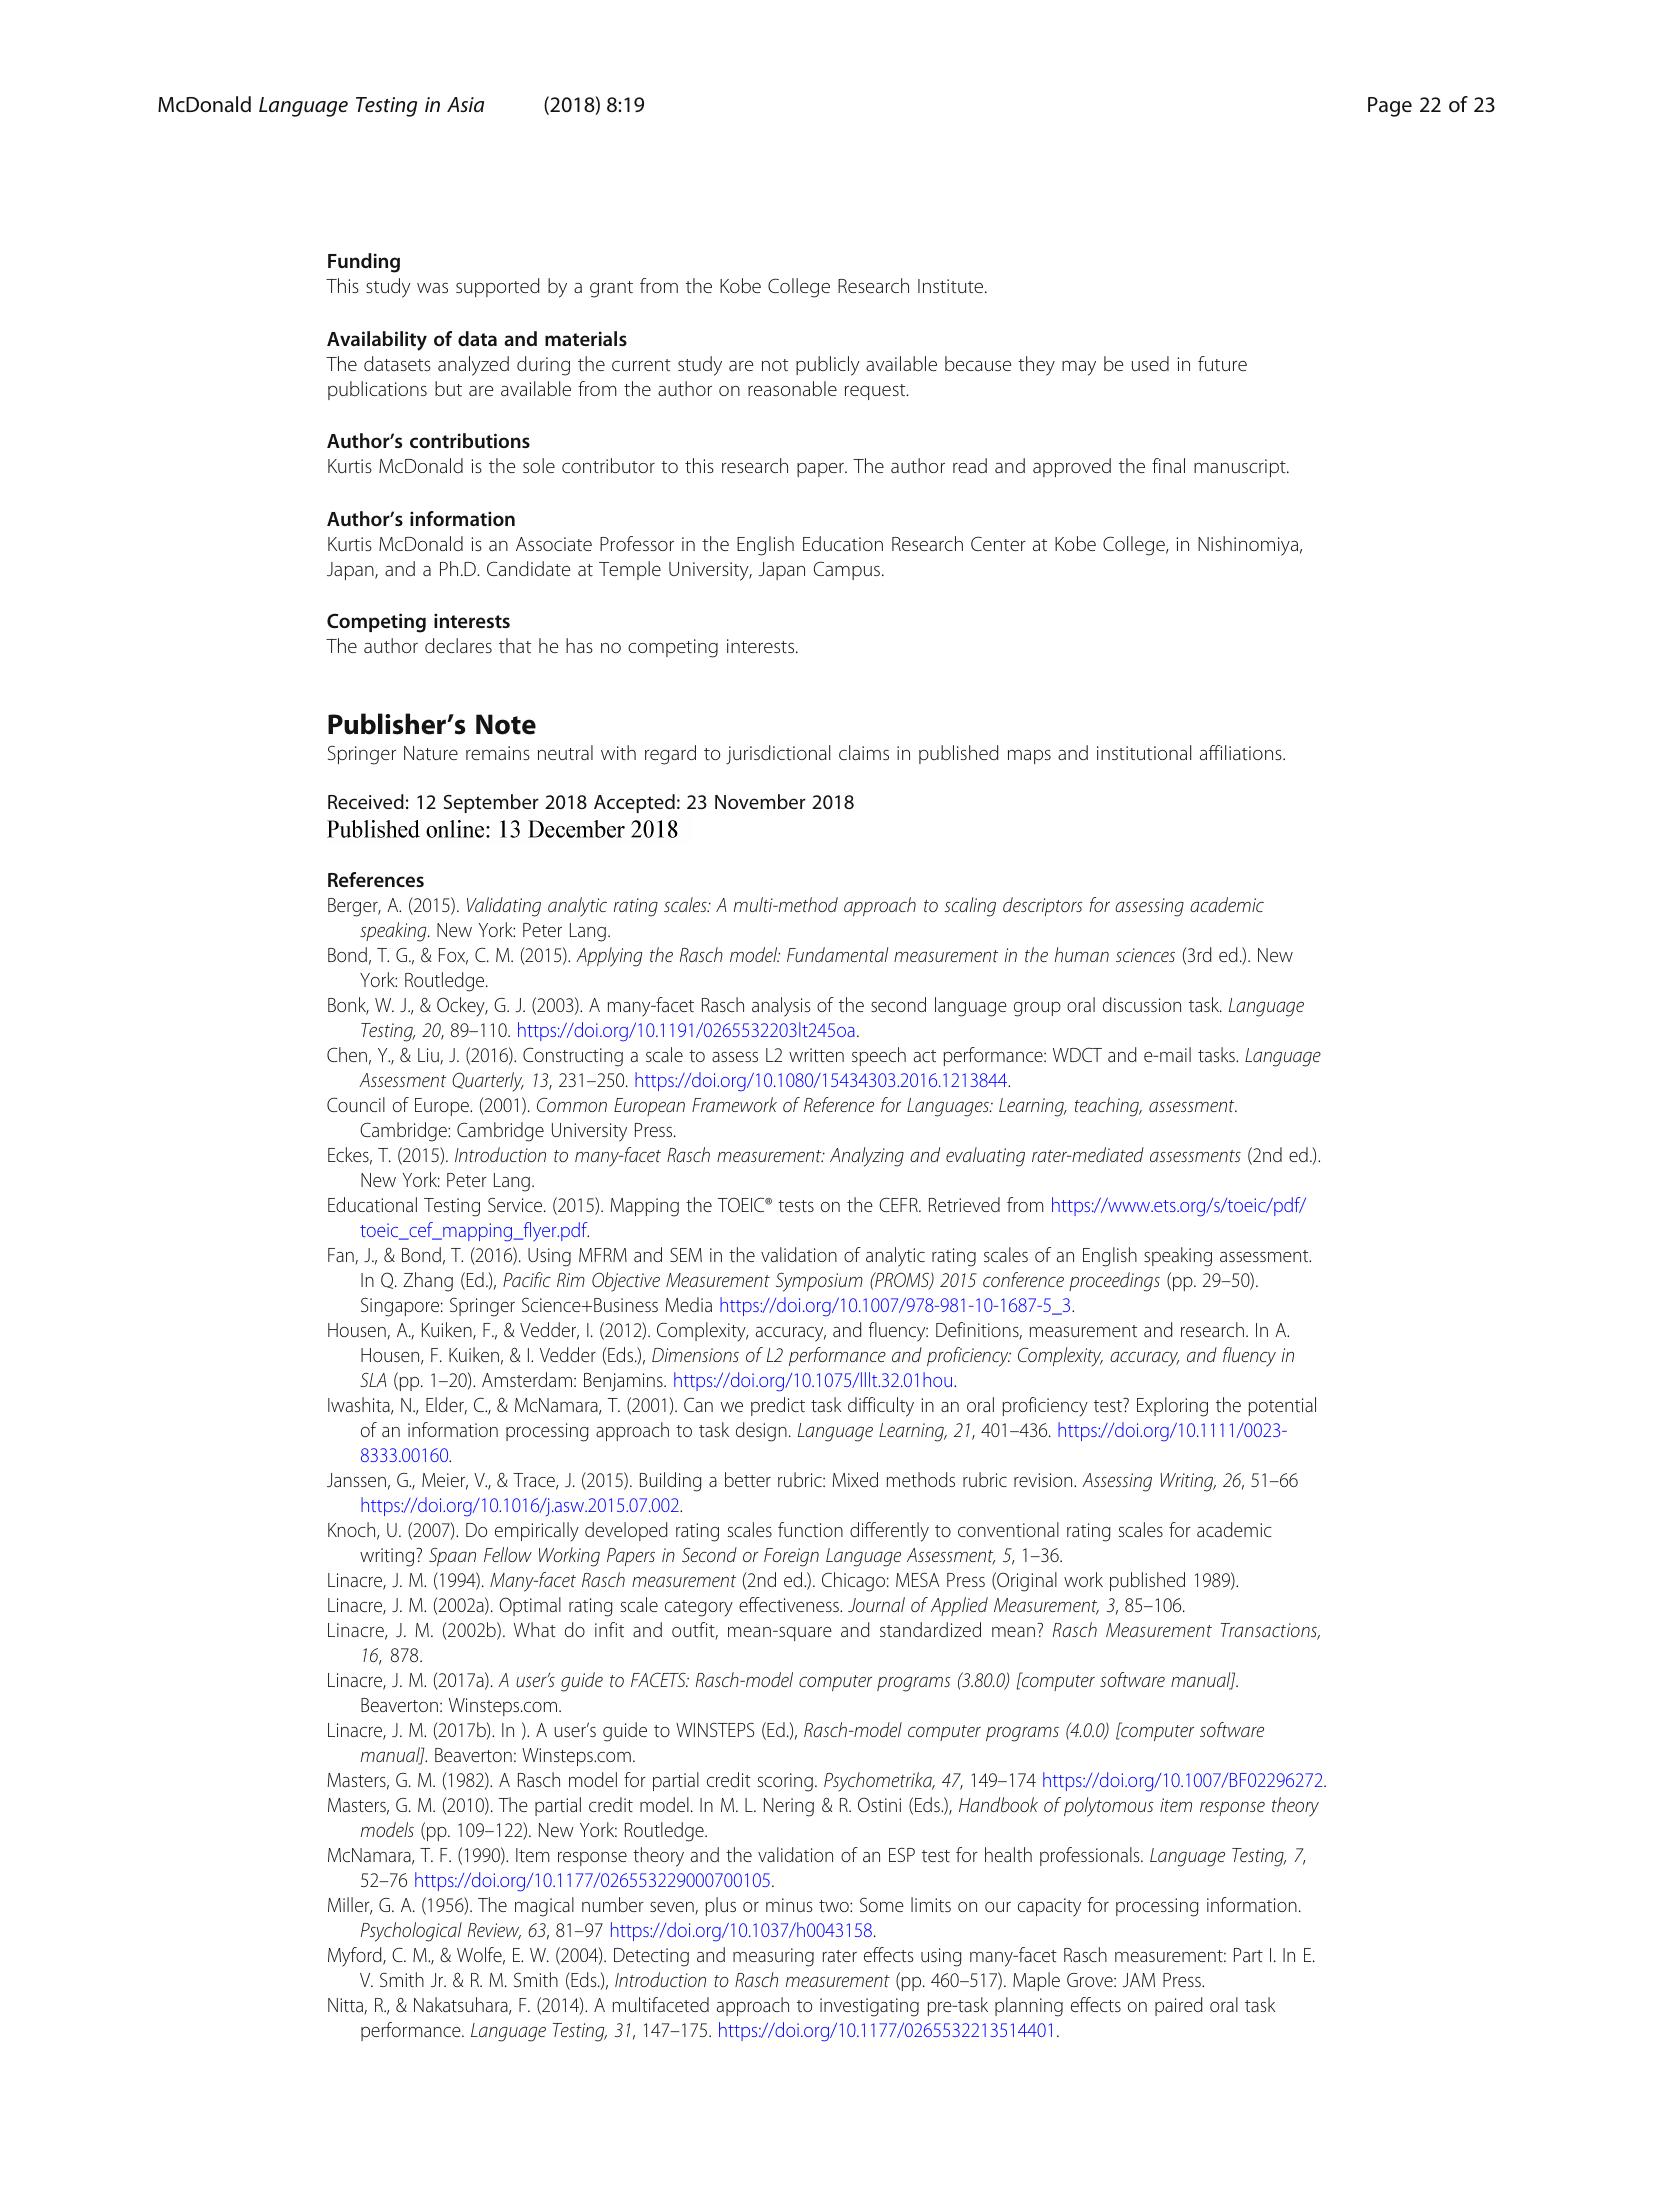 McDonald Language Testing in Asia (2018) 8:19 Page 22 of 23
Funding
This study was supported by a grant from the Kobe College Research Institute.
Availability of data and materials
The datasets analyzed during the current study are not publicly available because they may be used in future
publications but are available from the author on reasonable request.
Author's contributions
Kurtis McDonald is the sole contributor to this research paper. The author read and approved the final manuscript.
Author's information
Kurtis McDonald is an Associate Professor in the English Education Research Center at Kobe College, in Nishinomiya,
Japan, and a Ph.D. Candidate at Temple University, Japan Campus.
Competing interests
The author declares that he has no competing interests.
Publisher's Note
Springer Nature remains neutral with regard to jurisdictional claims in published maps and institutional affiliations.
Received: 12 September 2018 Accepted: 23 November 2018
Published online: 13 December 2018
References
Berger, A. (2015). Validating analytic rating scales: A multi-method approach to scaling descriptors for assessing academic
speaking. New York: Peter Lang.
Bond, T. G., & Fox, C. M. (2015). Applying the Rasch model: Fundamental measurement in the human sciences (3rd ed.). New
York: Routledge.
Bonk, W. J., & Ockey, G. J. (2003). A many-facet Rasch analysis of the second language group oral discussion task. Language
Testing, 20, 89–110. https://doi.org/10.1191/0265532203lt245oa.
Chen, Y., & Liu, J. (2016). Constructing a scale to assess L2 written speech act performance: WDCT and e-mail tasks. Language
Assessment Quarterly, 13, 231–250. https://doi.org/10.1080/15434303.2016.1213844.
Council of Europe. (2001). Common European Framework of Reference for Languages: Learning, teaching, assessment.
Cambridge: Cambridge University Press.
Eckes, T. (2015). Introduction to many-facet Rasch measurement: Analyzing and evaluating rater-mediated assessments (2nd ed.).
New York: Peter Lang.
Educational Testing Service. (2015). Mapping the TOEIC® tests on the CEFR. Retrieved from https://www.ets.org/s/toeic/pdf/
toeic_cef_mapping_flyer.pdf.
Fan, J., & Bond, T. (2016). Using MFRM and SEM in the validation of analytic rating scales of an English speaking assessment.
In Q. Zhang (Ed.), Pacific Rim Objective Measurement Symposium (PROMS) 2015 conference proceedings (pp. 29–50).
Singapore: Springer Science+Business Media https://doi.org/10.1007/978-981-10-1687-5_3.
Housen, A., Kuiken, F., & Vedder, I. (2012). Complexity, accuracy, and fluency: Definitions, measurement and research. In A.
Housen, F. Kuiken, & I. Vedder (Eds.), Dimensions of L2 performance and proficiency: Complexity, accuracy, and fluency in
SLA (pp. 1–20). Amsterdam: Benjamins. https://doi.org/10.1075/lllt.32.01hou.
Iwashita, N., Elder, C., & McNamara, T. (2001). Can we predict task difficulty in an oral proficiency test? Exploring the potential
of an information processing approach to task design. Language Learning, 21, 401–436. https://doi.org/10.1111/0023-
8333.00160.
Janssen, G., Meier, V., & Trace, J. (2015). Building a better rubric: Mixed methods rubric revision. Assessing Writing, 26, 51–66
https://doi.org/10.1016/j.asw.2015.07.002.
Knoch, U. (2007). Do empirically developed rating scales function differently to conventional rating scales for academic
writing? Spaan Fellow Working Papers in Second or Foreign Language Assessment, 5, 1–36.
Linacre, J. M. (1994). Many-facet Rasch measurement (2nd ed.). Chicago: MESA Press (Original work published 1989).
Linacre, J. M. (2002a). Optimal rating scale category effectiveness. Journal of Applied Measurement, 3, 85–106.
Linacre, J. M. (2002b). What do infit and outfit, mean-square and standardized mean? Rasch Measurement Transactions,
16, 878.
Linacre, J. M. (2017a). A user's guide to FACETS: Rasch-model computer programs (3.80.0) [computer software manual].
Beaverton: Winsteps.com.
Linacre, J. M. (2017b). In ). A user's guide to WINSTEPS (Ed.), Rasch-model computer programs (4.0.0) [computer software
manual]. Beaverton: Winsteps.com.
Masters, G. M. (1982). A Rasch model for partial credit scoring. Psychometrika, 47, 149–174 https://doi.org/10.1007/BF02296272.
Masters, G. M. (2010). The partial credit model. In M. L. Nering & R. Ostini (Eds.), Handbook of polytomous item response theory
models (pp. 109–122). New York: Routledge.
McNamara, T. F. (1990). Item response theory and the validation of an ESP test for health professionals. Language Testing, 7,
52–76 https://doi.org/10.1177/026553229000700105.
Miller, G. A. (1956). The magical number seven, plus or minus two: Some limits on our capacity for processing information.
Psychological Review, 63, 81–97 https://doi.org/10.1037/h0043158.
Myford, C. M., & Wolfe, E. W. (2004). Detecting and measuring rater effects using many-facet Rasch measurement: Part I. In E.
V. Smith Jr. & R. M. Smith (Eds.), Introduction to Rasch measurement (pp. 460–517). Maple Grove: JAM Press.
Nitta, R., & Nakatsuhara, F. (2014). A multifaceted approach to investigating pre-task planning effects on paired oral task
performance. Language Testing, 31, 147–175. https://doi.org/10.1177/0265532213514401.